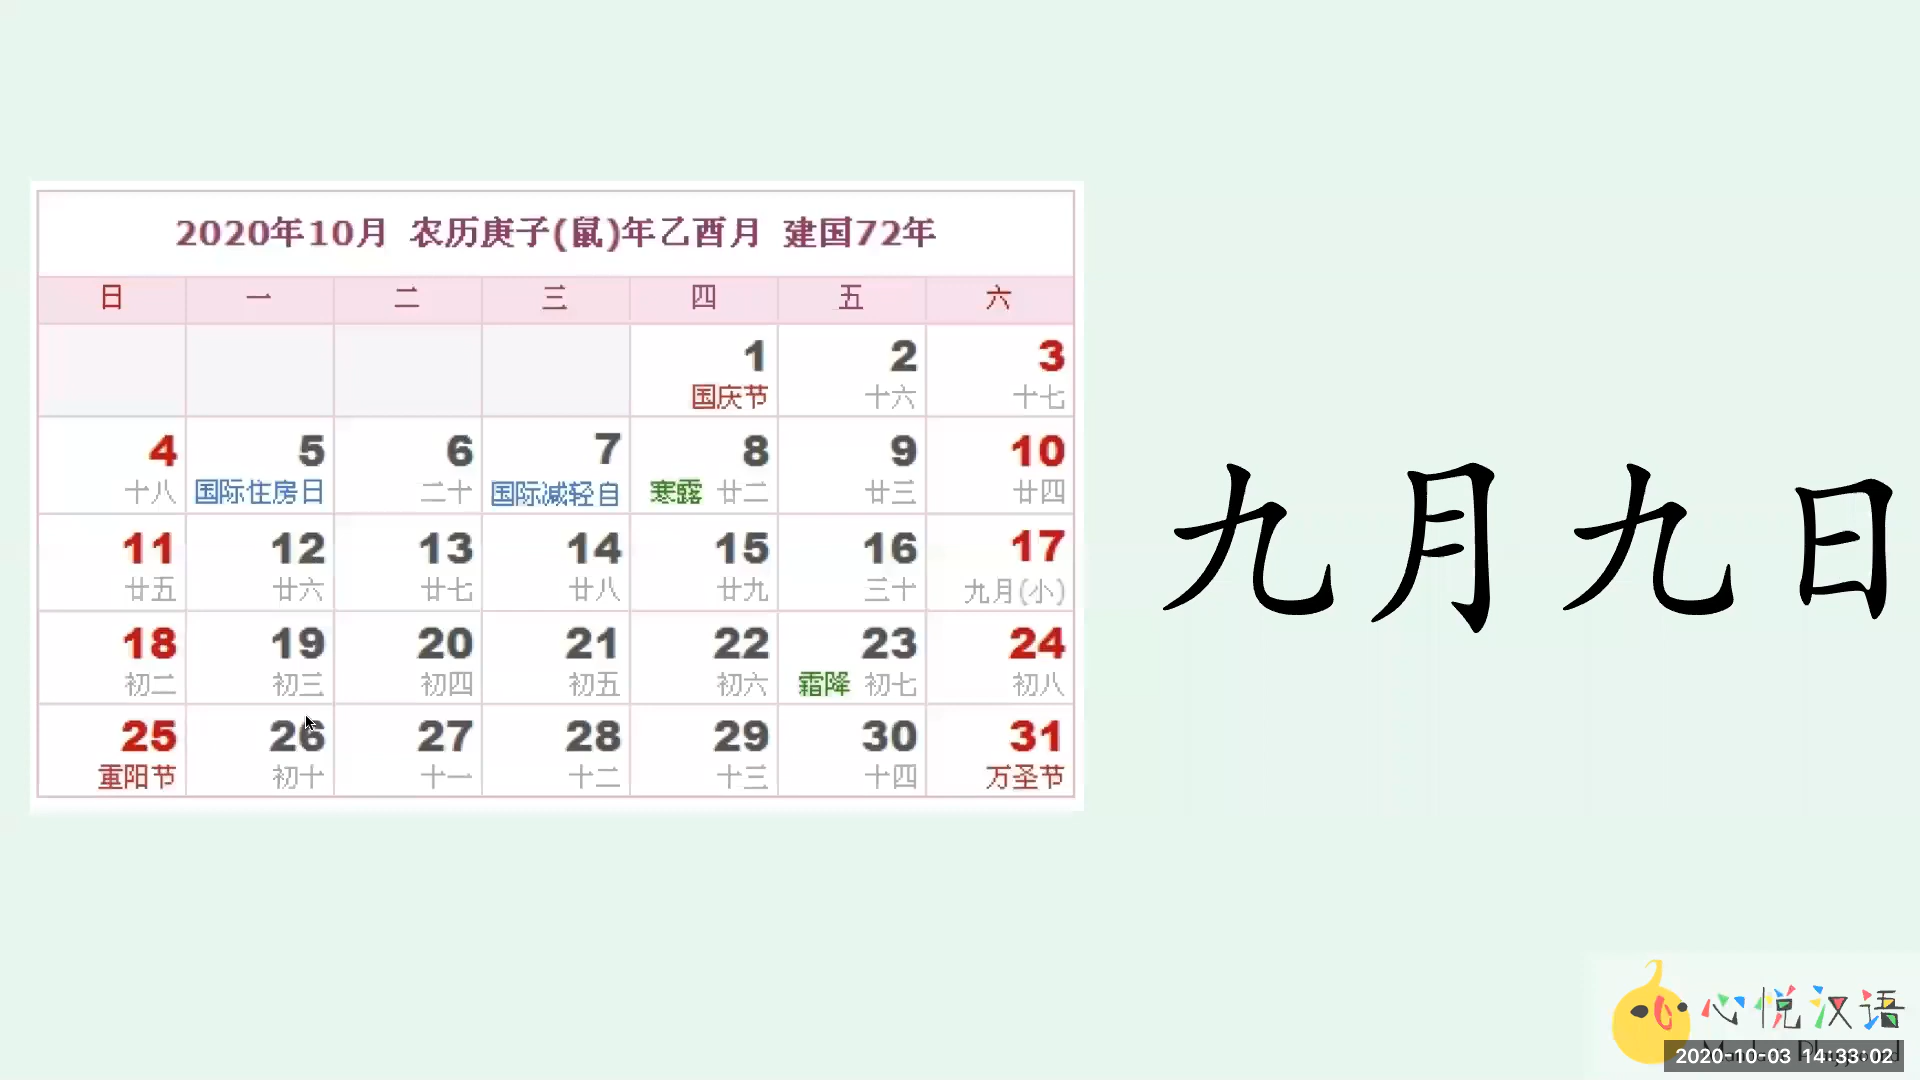 2020年10月 农历庚子(鼠)年乙酉月 建国72年
日 一 二 三 四 五 六
1 2 3
国庆节 十六 十七
4 5 6 7 8 9 10
十八 国际住房日 二十 国际减轻自 寒露 廿二 廿三 廿四
11 12 13 14 15 16 17
廿五 廿六 廿七 廿八 廿九 三十 九月(小)
18 19 20 21 22 23 24
初二 初三 初四 初五 初六 霜降 初七 初八
25 26 27 28 29 30 31
重阳节 初十 十一 十二 十三 十四 万圣节
九月九日
心悦汉语
2020-10-03 14:33:02